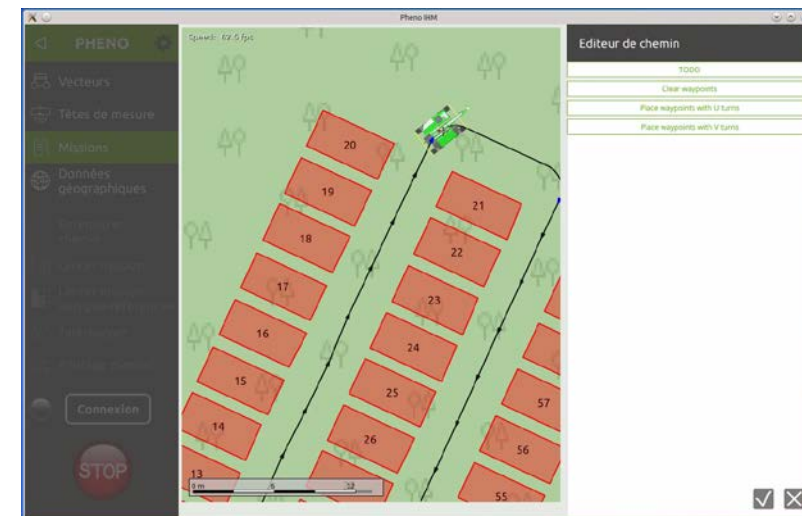 Pheno IHM
PHENO
Vecteurs
Têtes de mesure
Missions
Données
géographiques
Connexion
STOP
Speed: 62.5 fps
20
19
18
17
16
15
14
13
21
22
23
24
25
26
57
56
55
0 m
6
12
Editeur de chemin
TODO
Clear waypoints
Place waypoints with U turns
Place waypoints with V turns